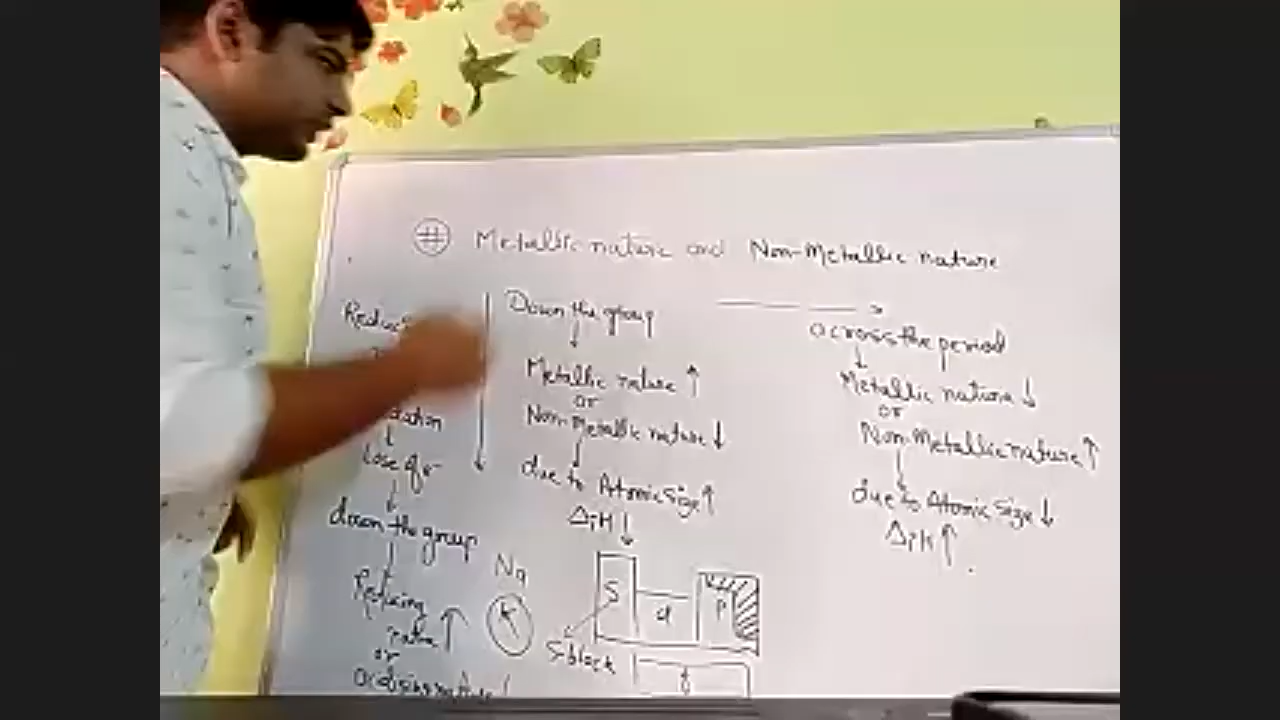 # Metallic nature and Non-Metallic nature
Down the group
↓
Metallic nature ↑
or
Non-Metallic nature ↓
due to Atomic Size ↑
ΔiH ↓
across the period
↓
Metallic nature ↓
or
Non-Metallic nature ↑
due to Atomic Size ↓
ΔiH ↑
Lose of e-
↓
down the group
Reducing
natre ↑
or
Na
K
S
d
P
S-block
f